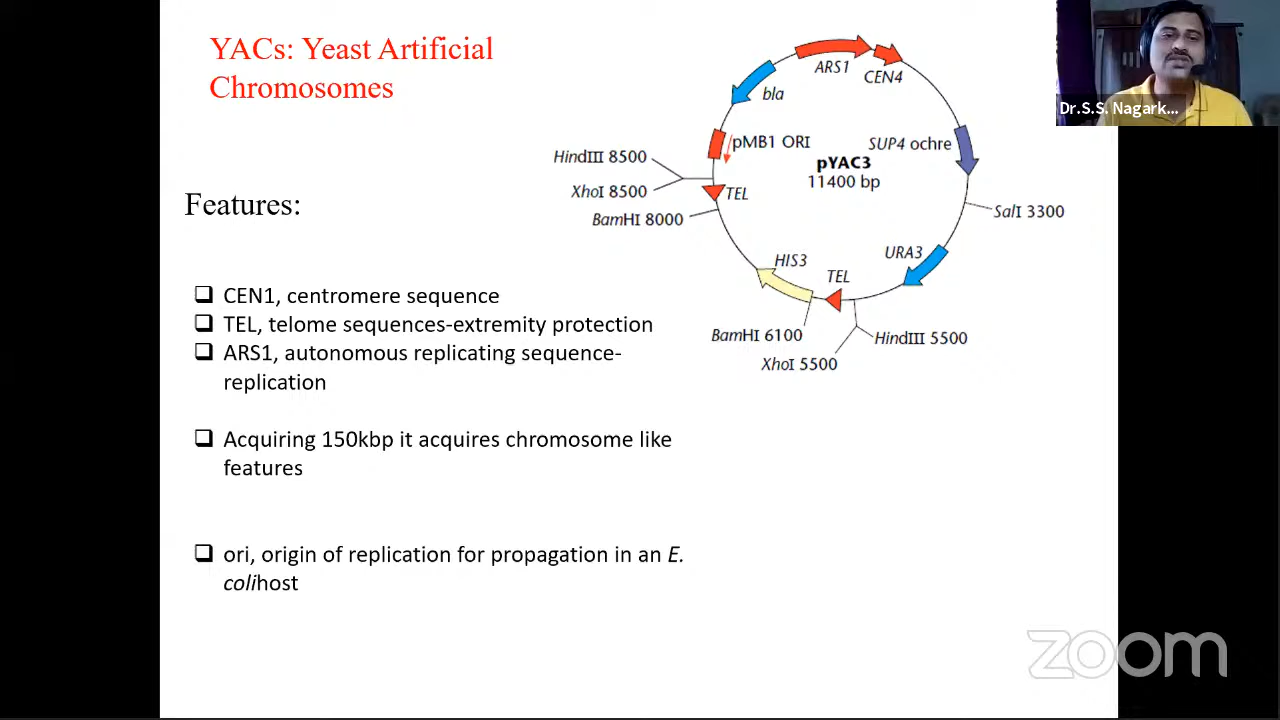 YACs: Yeast Artificial
Chromosomes
Features:
❑ CEN1, centromere sequence
❑ TEL, telome sequences-extremity protection
❑ ARS1, autonomous replicating sequence-
replication
❑ Acquiring 150kbp it acquires chromosome like
features
❑ ori, origin of replication for propagation in an E.
colihost
ARS1
CEN4
bla
pMB1 ORI
SUP4 ochre
pYAC3
11400 bp
HindIII 8500
XhoI 8500
TEL
BamHI 8000
SalI 3300
HIS3
URA3
TEL
BamHI 6100
HindIII 5500
XhoI 5500
Dr.S.S. Nagark...
zoom